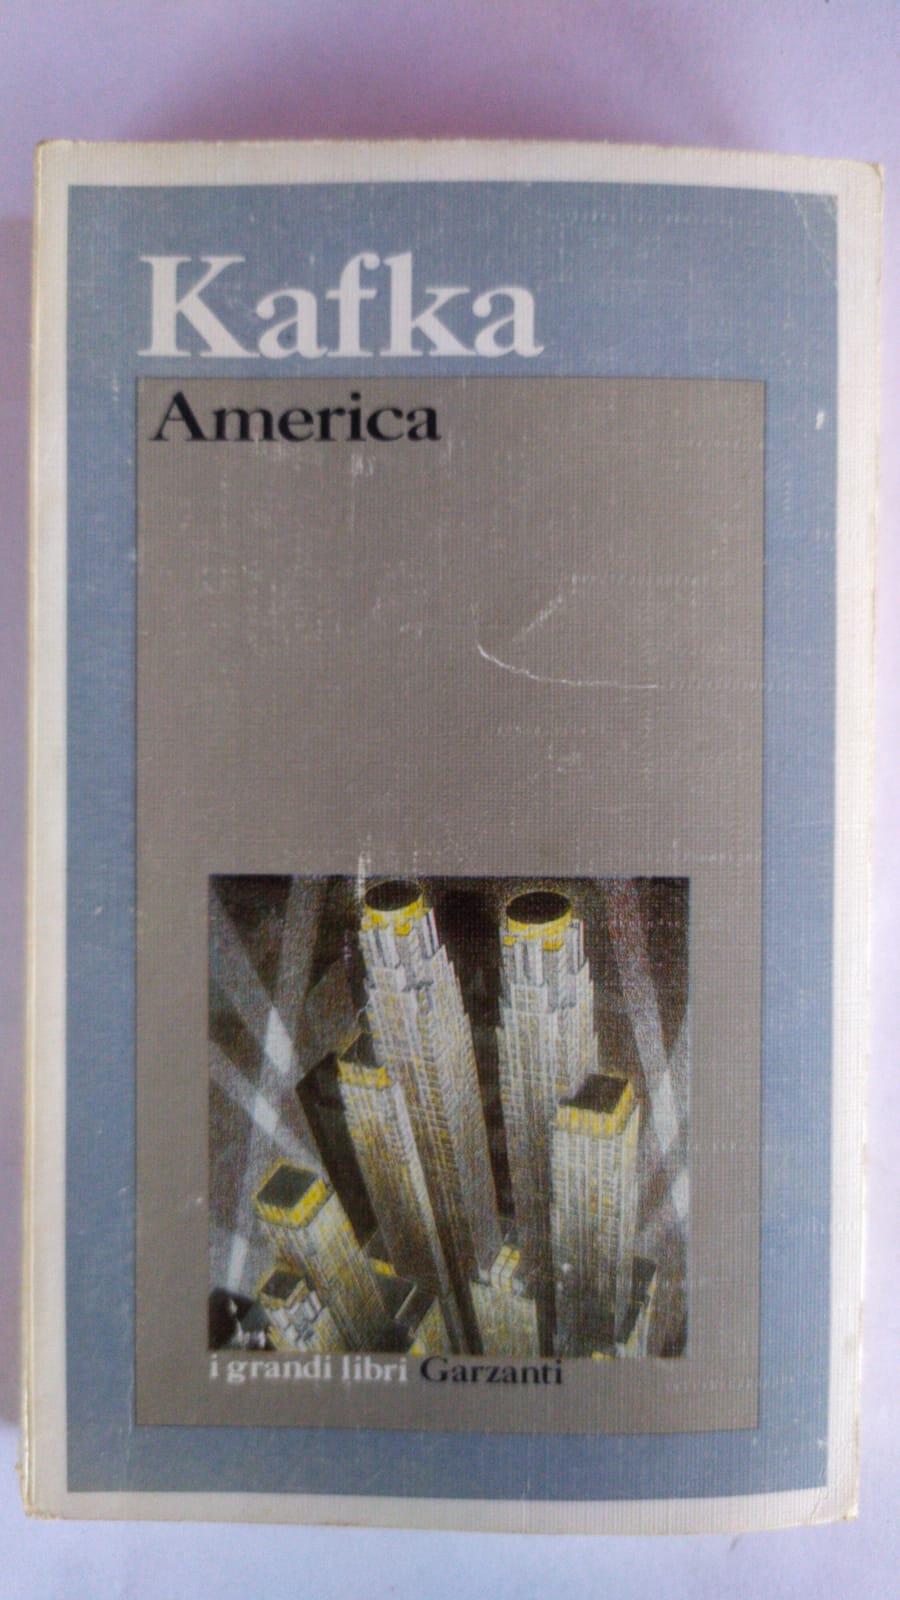 Kafka
America
i grandi libri Garzanti